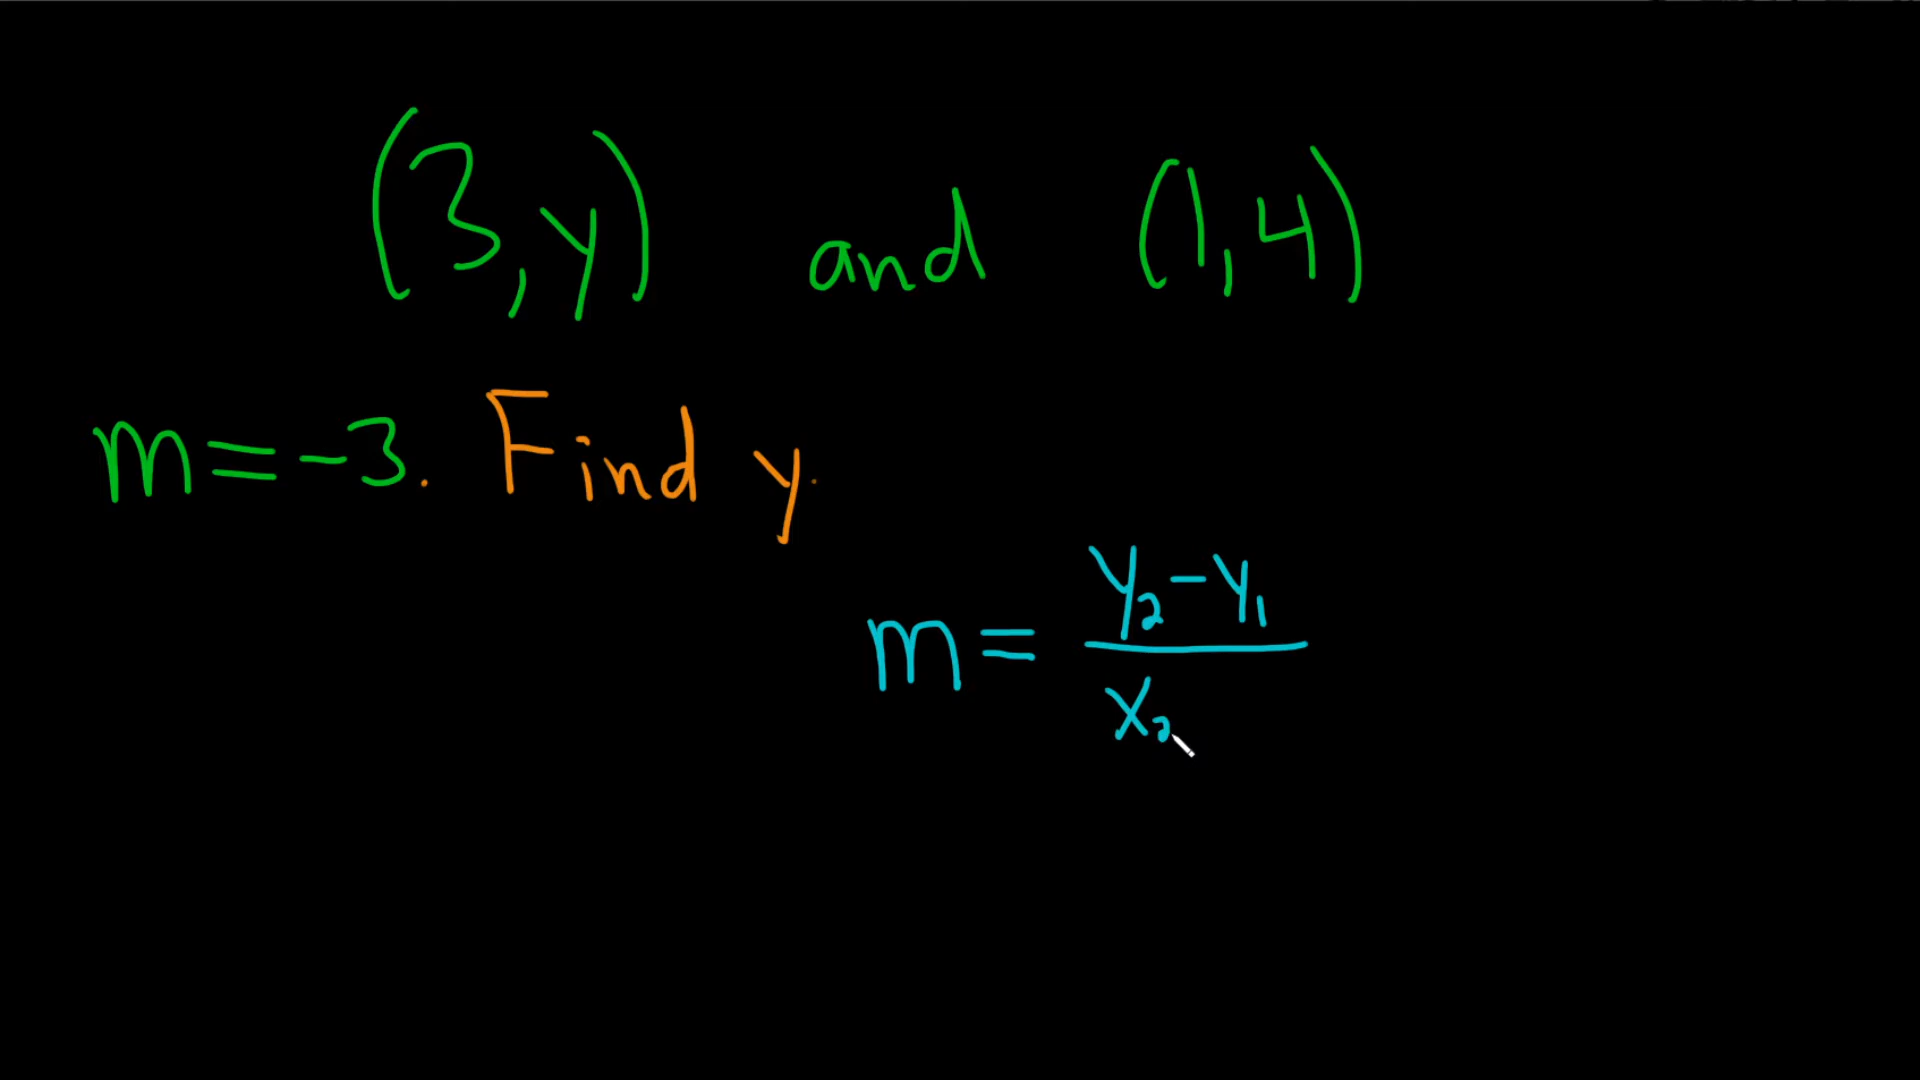 (3, y) and (1, 4)
m = -3. Find y.
m = y₂ - y₁
x₂